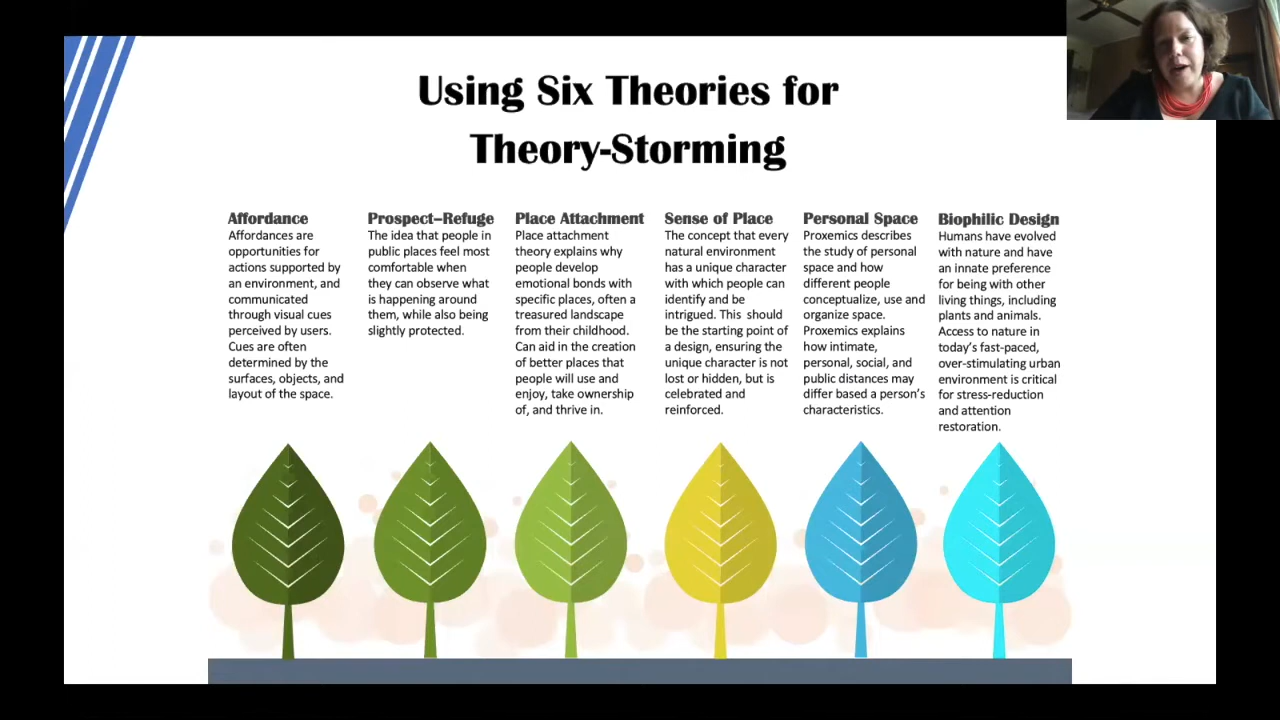 Using Six Theories for
Theory-Storming
Affordance
Affordances are
opportunities for
actions supported by
an environment, and
communicated
through visual cues
perceived by users.
Cues are often
determined by the
surfaces, objects, and
layout of the space.
Prospect–Refuge
The idea that people in
public places feel most
comfortable when
they can observe what
is happening around
them, while also being
slightly protected.
Place Attachment
Place attachment
theory explains why
people develop
emotional bonds with
specific places, often a
treasured landscape
from their childhood.
Can aid in the creation
of better places that
people will use and
enjoy, take ownership
of, and thrive in.
Sense of Place
The concept that every
natural environment
has a unique character
with which people can
identify and be
intrigued. This should
be the starting point of
a design, ensuring the
unique character is not
lost or hidden, but is
celebrated and
reinforced.
Personal Space
Proxemics describes
the study of personal
space and how
different people
conceptualize, use and
organize space.
Proxemics explains
how intimate,
personal, social, and
public distances may
differ based a person's
characteristics.
Biophilic Design
Humans have evolved
with nature and have
an innate preference
for being with other
living things, including
plants and animals.
Access to nature in
today's fast-paced,
over-stimulating urban
environment is critical
for stress-reduction
and attention
restoration.